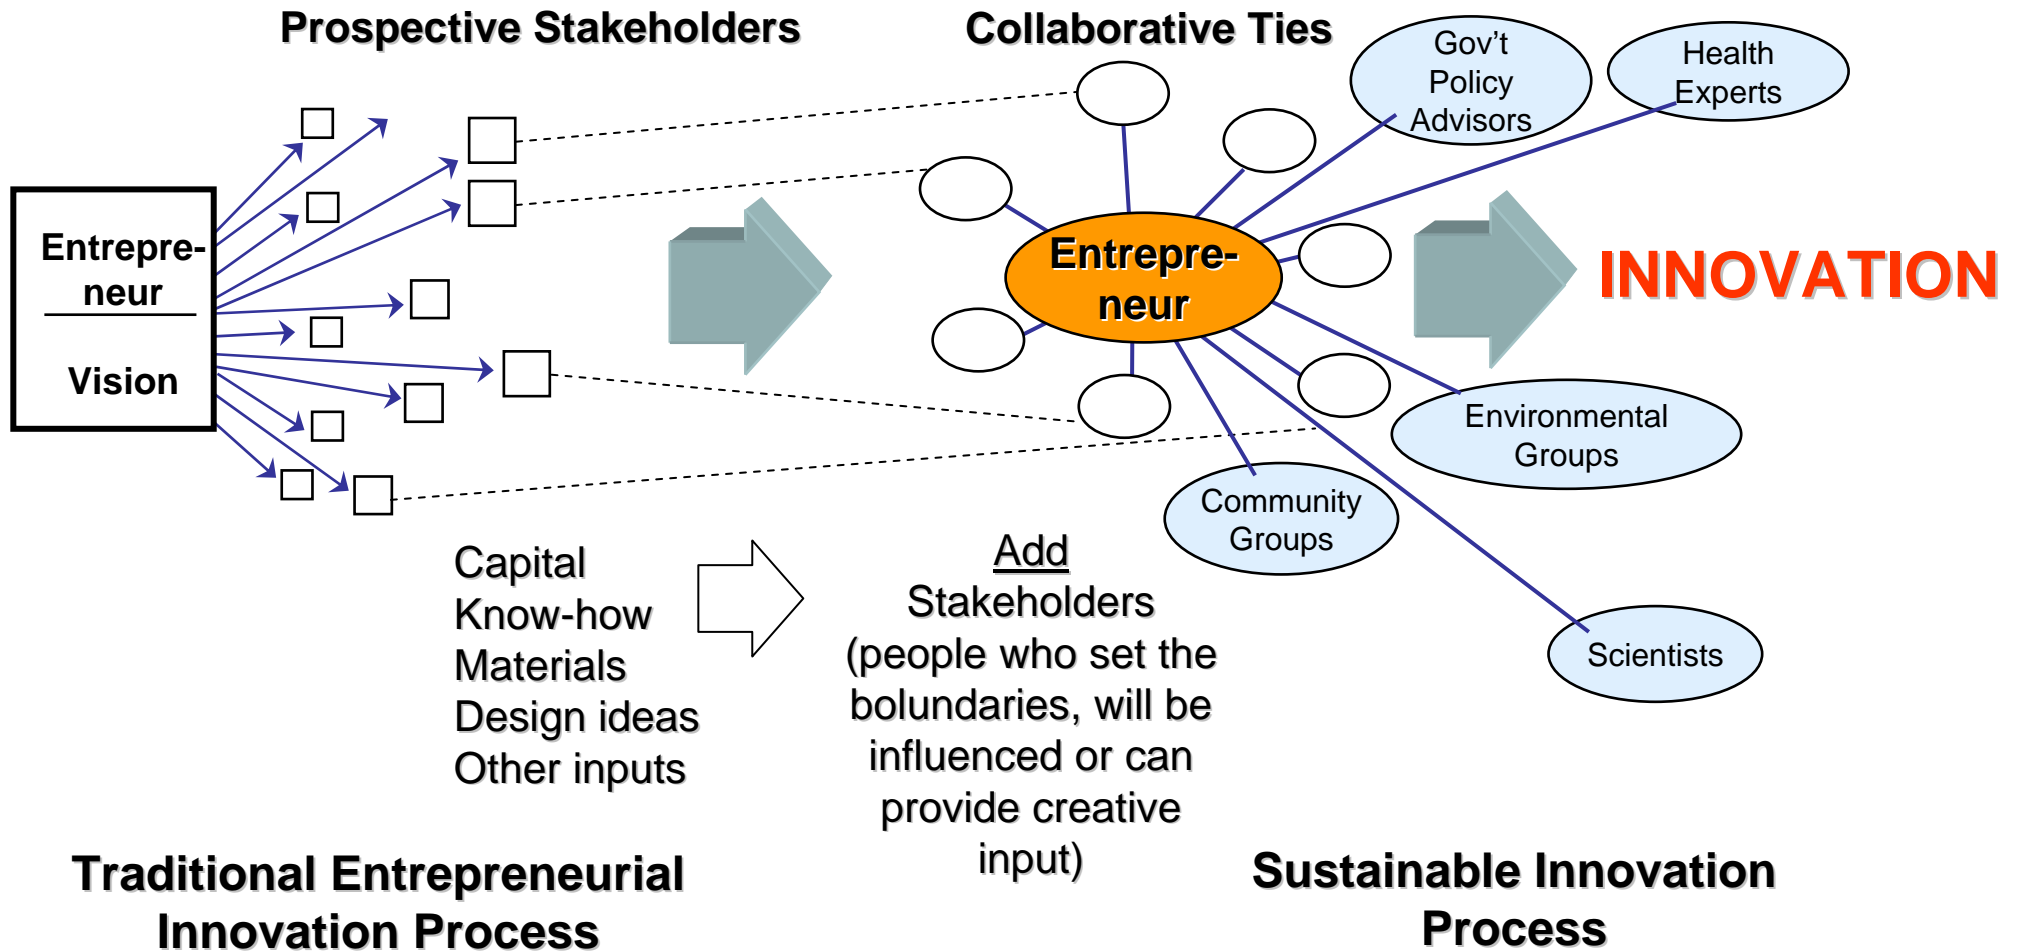 Prospective Stakeholders
Collaborative Ties
Gov't
Policy
Advisors
Health
Experts
Entrepre-
neur
Vision
Entrepre-
neur
INNOVATION
Environmental
Groups
Community
Groups
Scientists
Capital
Know-how
Materials
Design ideas
Other inputs
Add
Stakeholders
(people who set the
bolundaries, will be
influenced or can
provide creative
input)
Traditional Entrepreneurial
Innovation Process
Sustainable Innovation
Process